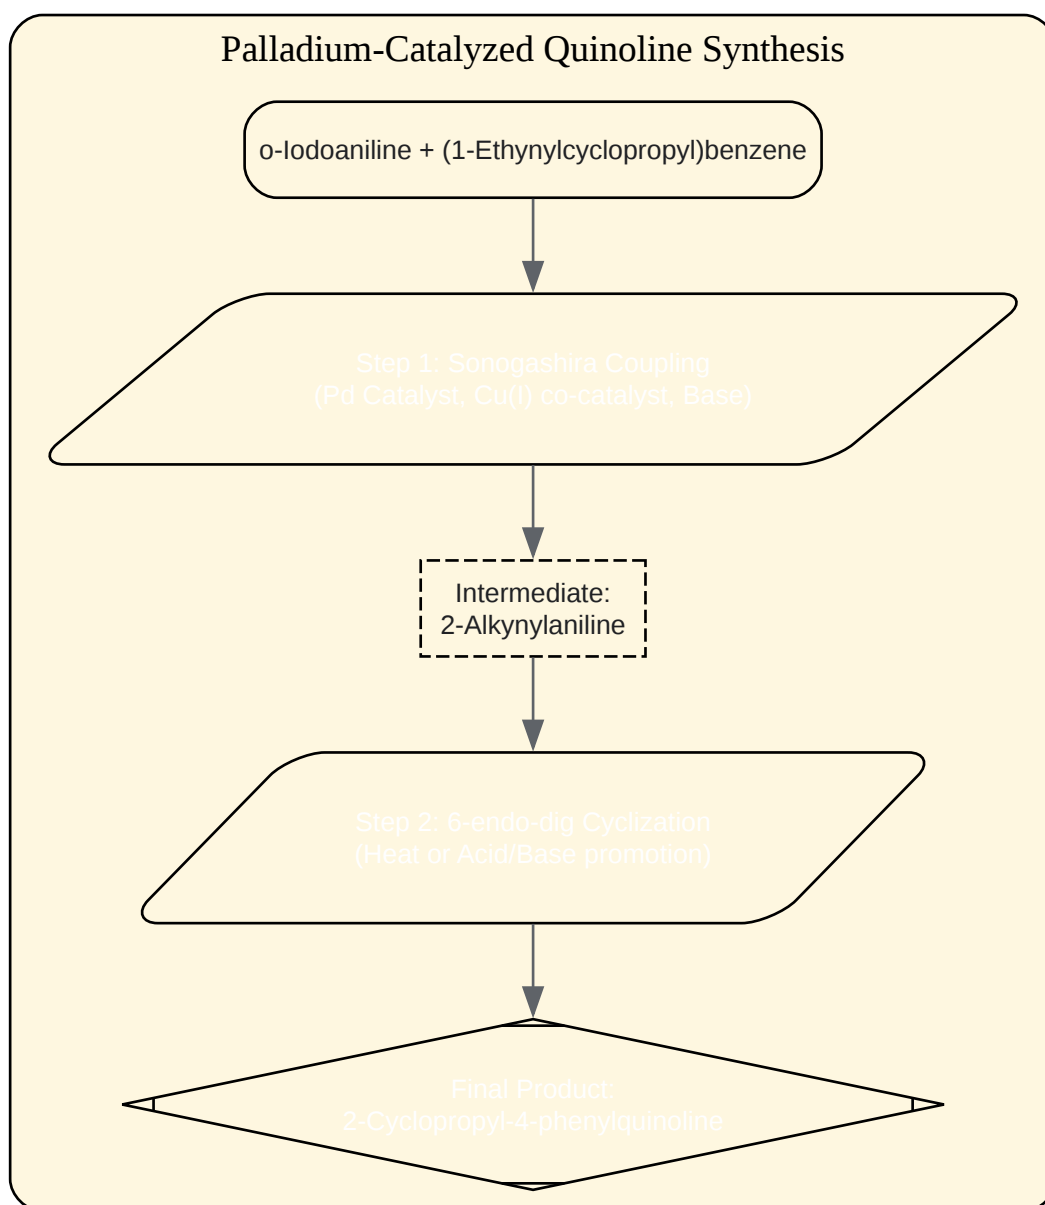 Palladium-Catalyzed Quinoline Synthesis
o-Iodoaniline + (1-Ethynylcyclopropyl)benzene
Step 1: Sonogashira Coupling
(Pd Catalyst, Cu(I) co-catalyst, Base)
Intermediate:
2-Alkynylaniline
Step 2: 6-endo-dig Cyclization
(Heat or Acid/Base promotion)
Final Product:
2-Cyclopropyl-4-phenylquinoline